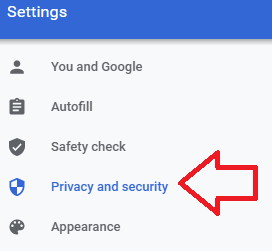 Settings
You and Google
Autofill
Safety check
Privacy and security
Appearance